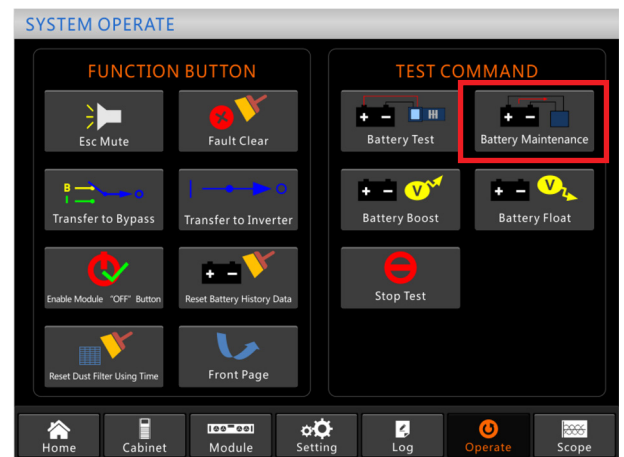 SYSTEM OPERATE
FUNCTION BUTTON
TEST COMMAND
Esc Mute
Fault Clear
Battery Test
Battery Maintenance
B
I
Transfer to Bypass
Transfer to Inverter
V
Battery Boost
V
Battery Float
Enable Module "OFF" Button
Reset Battery History Data
Stop Test
Reset Dust Filter Using Time
Front Page
Home
Cabinet
Module
Setting
Log
Operate
Scope